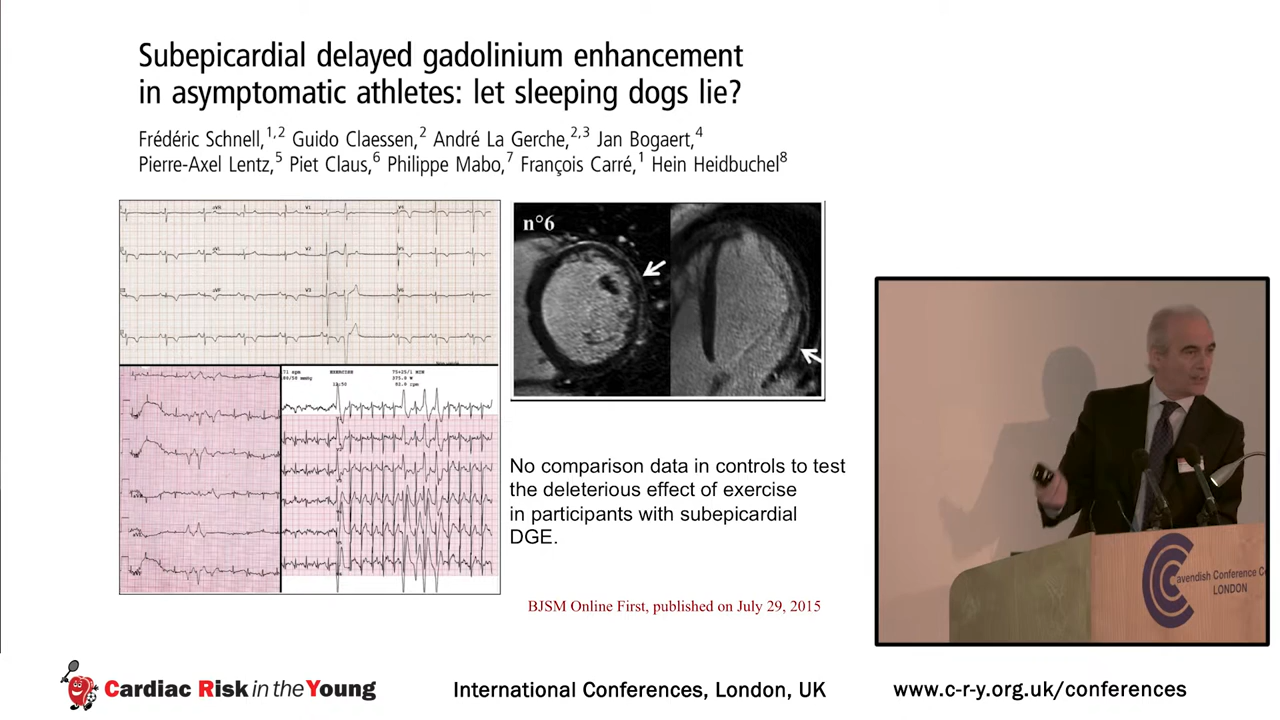 Subepicardial delayed gadolinium enhancement
in asymptomatic athletes: let sleeping dogs lie?
Frédéric Schnell,1,2 Guido Claessen,2 André La Gerche,2,3 Jan Bogaert,4
Pierre-Axel Lentz,5 Piet Claus,6 Philippe Mabo,7 François Carré,1 Hein Heidbuchel8
n°6
EXERCISE
No comparison data in controls to test
the deleterious effect of exercise
in participants with subepicardial
DGE.
BJSM Online First, published on July 29, 2015
avendish Conference C
LONDON
Cardiac Risk in the Young
International Conferences, London, UK
www.c-r-y.org.uk/conferences